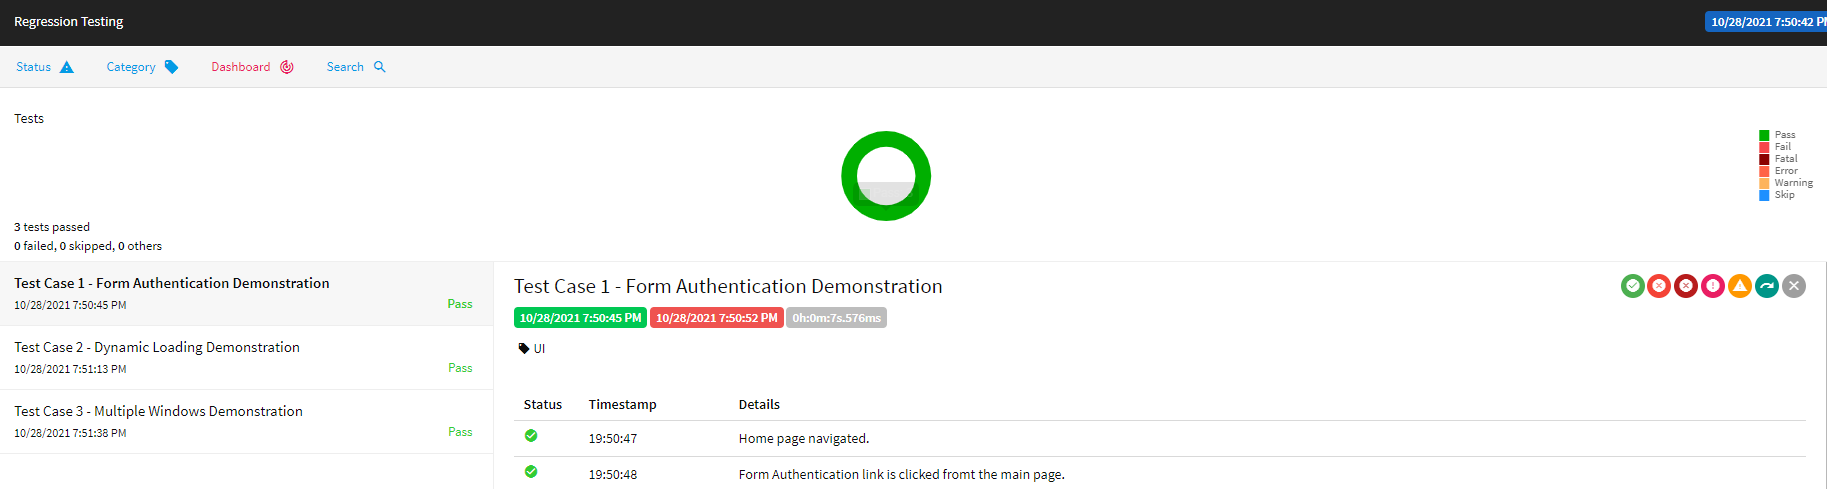 Regression Testing
10/28/2021 7:50:42 PM
Status
Category
Dashboard
Search
Tests
Pass
Fail
Fatal
Error
Warning
Skip
3 tests passed
0 failed, 0 skipped, 0 others
Test Case 1 - Form Authentication Demonstration
10/28/2021 7:50:45 PM
Pass
Test Case 2 - Dynamic Loading Demonstration
10/28/2021 7:51:13 PM
Pass
Test Case 3 - Multiple Windows Demonstration
10/28/2021 7:51:38 PM
Pass
Test Case 1 - Form Authentication Demonstration
10/28/2021 7:50:45 PM 10/28/2021 7:50:52 PM 0h:0m:7s.576ms
UI
Status Timestamp Details
19:50:47 Home page navigated.
19:50:48 Form Authentication link is clicked fromt the main page.